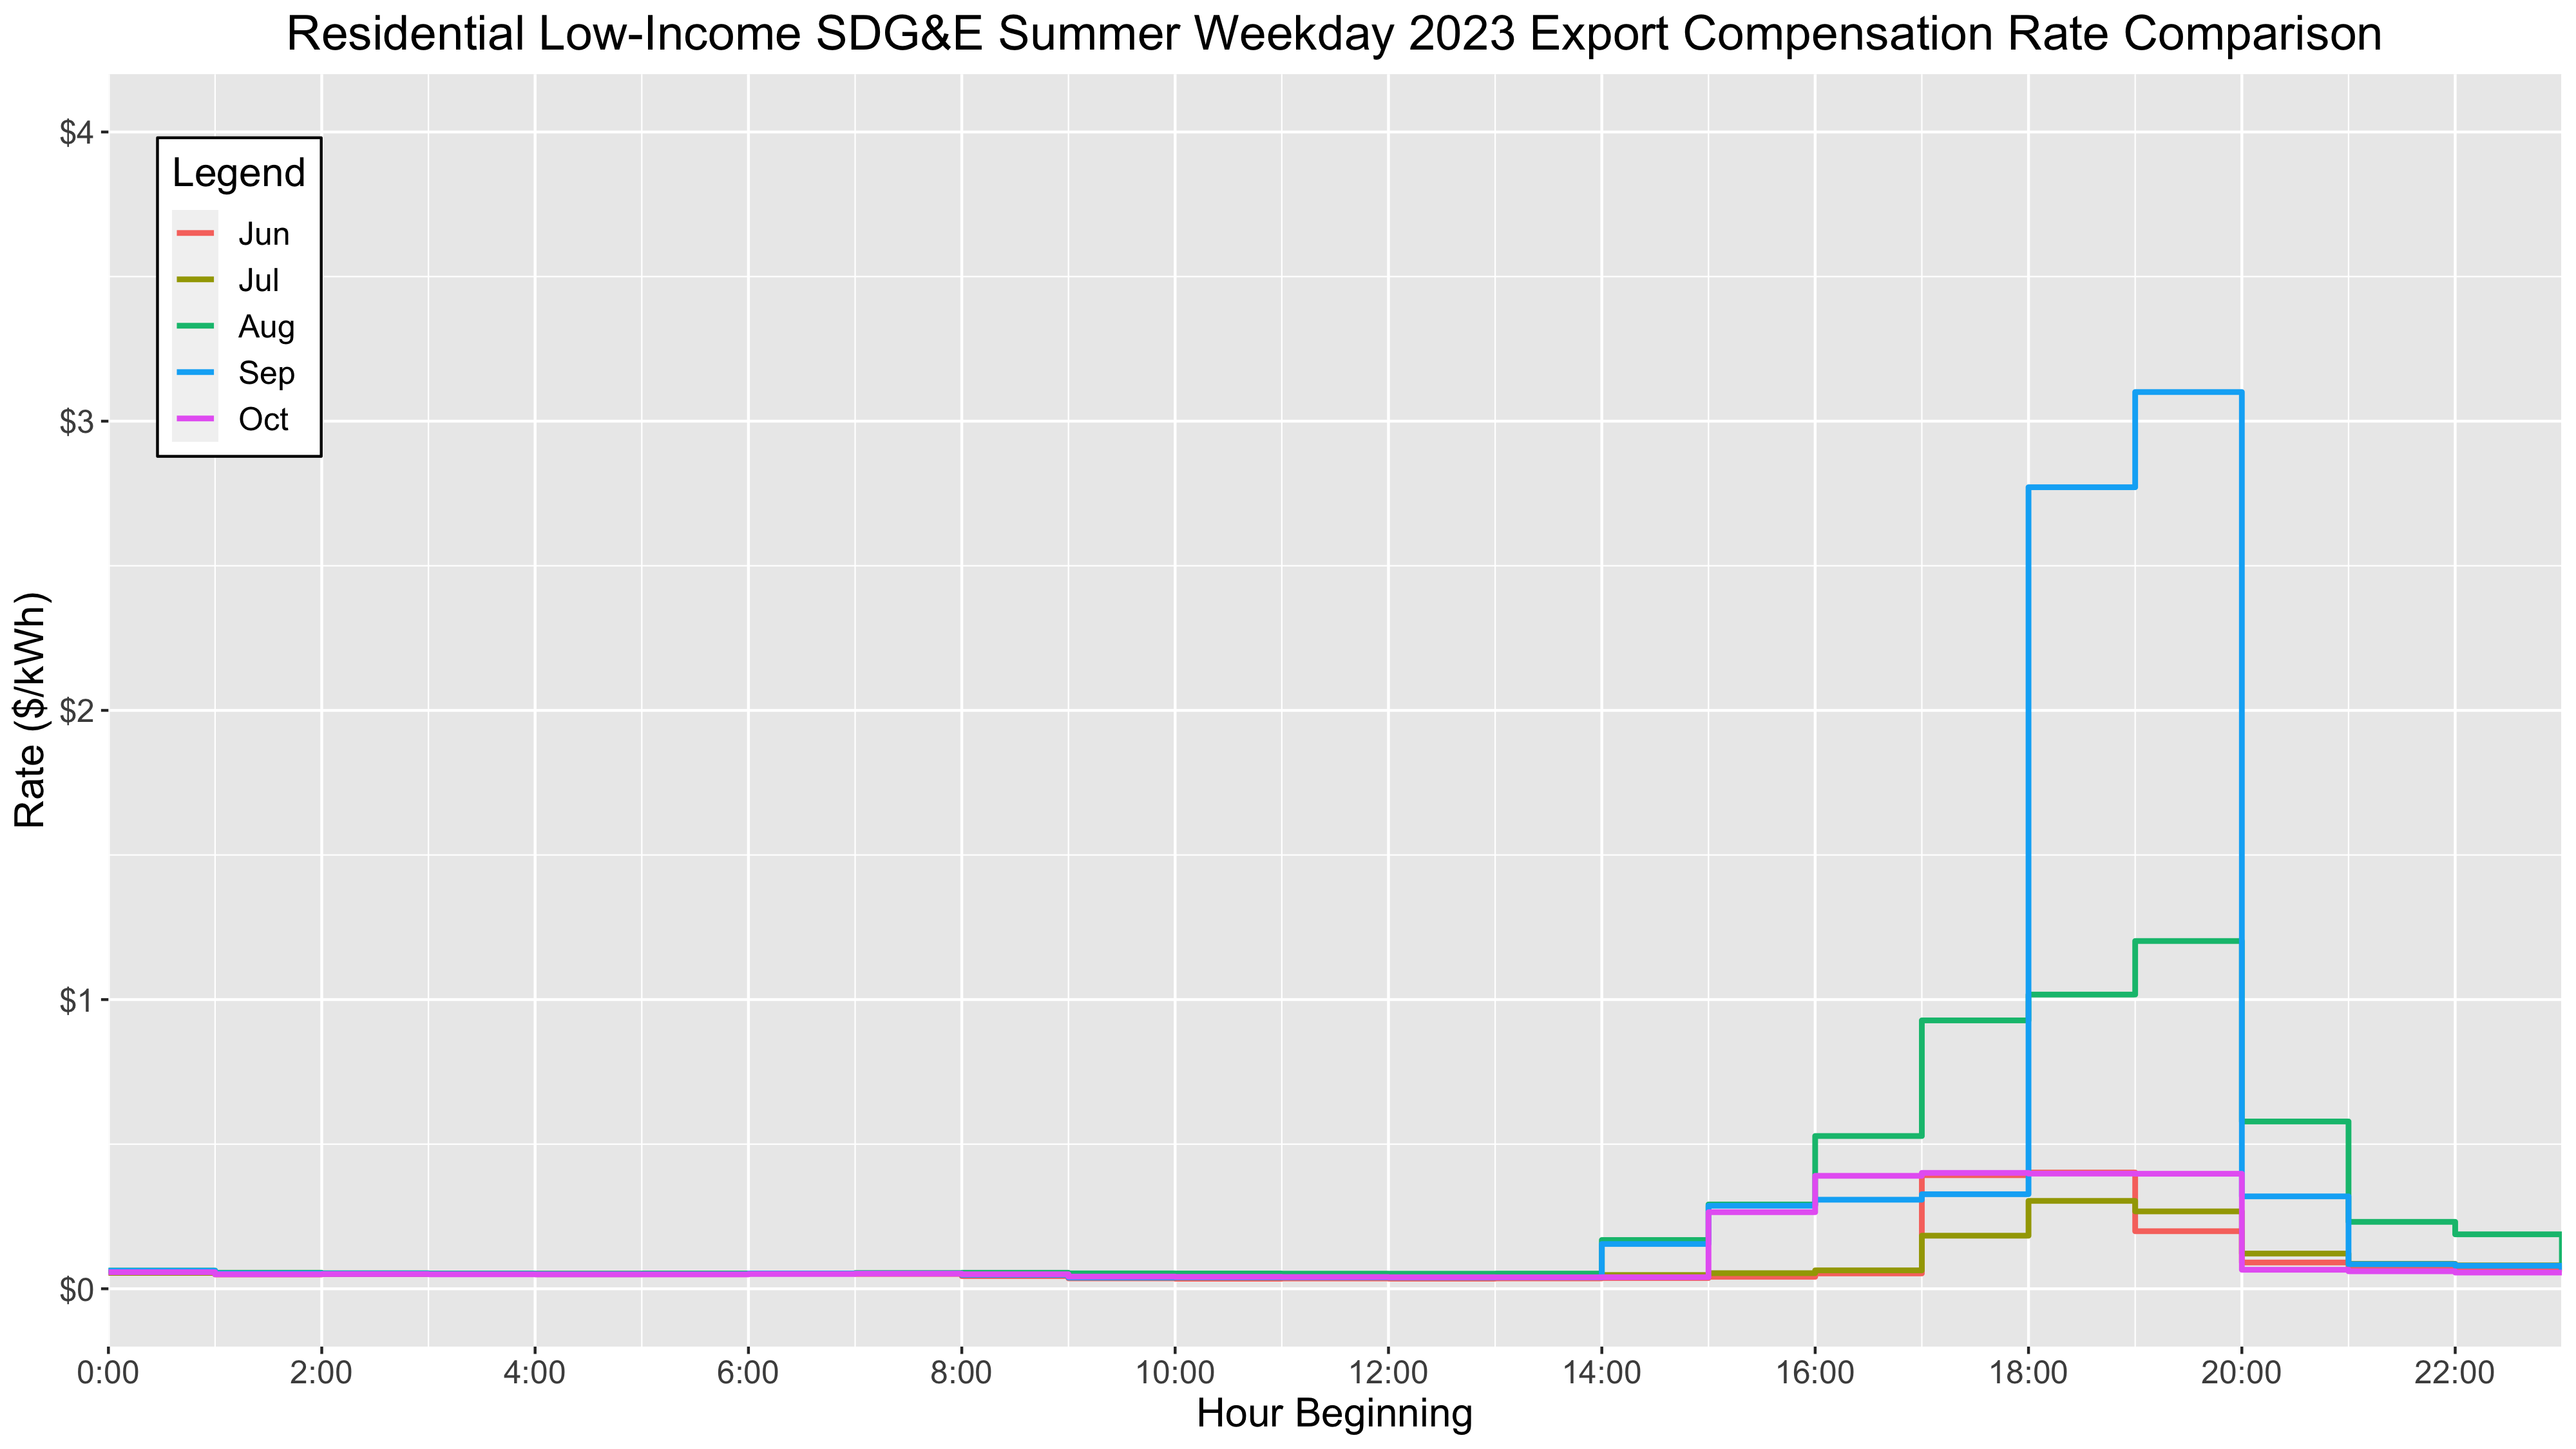 Residential Low-Income SDG&E Summer Weekday 2023 Export Compensation Rate Comparison
$4
Legend
Jun
Jul
Aug
Sep
Oct
$3
Rate ($/kWh)
$2
$1
$0
0:00 2:00 4:00 6:00 8:00 10:00 12:00 14:00 16:00 18:00 20:00 22:00
Hour Beginning